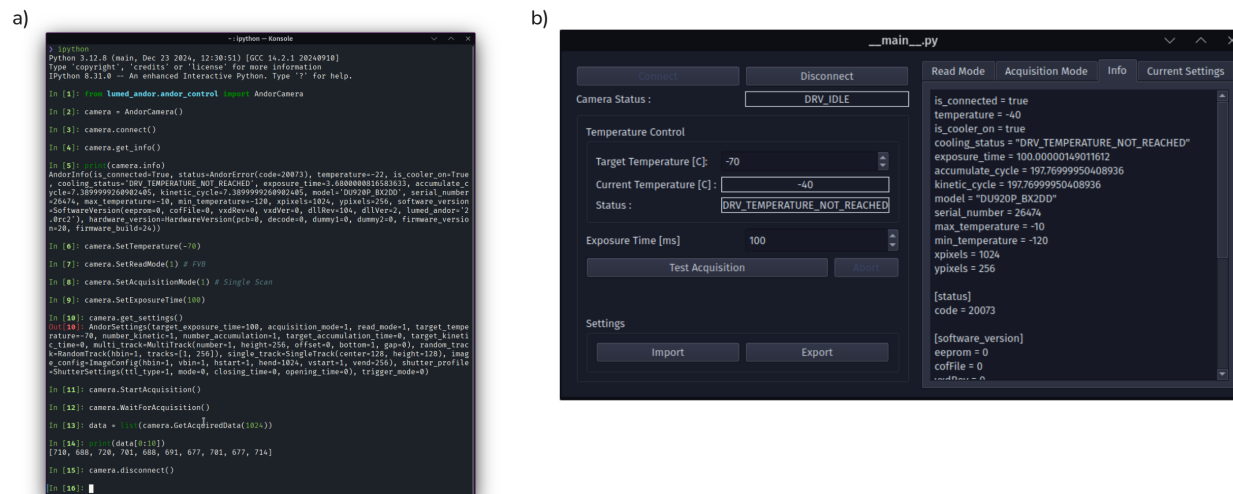 a)
~ : ipython — Konsole
❯ ipython
Python 3.12.8 (main, Dec 23 2024, 12:30:51) [GCC 14.2.1 20240910]
Type 'copyright', 'credits' or 'license' for more information
IPython 8.31.0 -- An enhanced Interactive Python. Type '?' for help.
In [1]: from lumed_andor.andor_control import AndorCamera
In [2]: camera = AndorCamera()
In [3]: camera.connect()
In [4]: camera.get_info()
In [5]: print(camera.info)
AndorInfo(is_connected=True, status=AndorError(code=20073), temperature=-22, is_cooler_on=True
, cooling_status='DRV_TEMPERATURE_NOT_REACHED', exposure_time=3.6800000816583633, accumulate_c
ycle=7.3899999260902405, kinetic_cycle=7.3899999260902405, model='DU920P_BX2DD', serial_number
=26474, max_temperature=-10, min_temperature=-120, xpixels=1024, ypixels=256, software_version
=SoftwareVersion(eeprom=0, cofFile=0, vxdRev=0, vxdVer=0, dllRev=104, dllVer=2, lumed_andor='2
.0rc2'), hardware_version=HardwareVersion(pcb=0, decode=0, dummy1=0, dummy2=0, firmware_versio
n=20, firmware_build=24))
In [6]: camera.SetTemperature(-70)
In [7]: camera.SetReadMode(1) # FVB
In [8]: camera.SetAcquisitionMode(1) # Single Scan
In [9]: camera.SetExposureTime(100)
In [10]: camera.get_settings()
Out[10]: AndorSettings(target_exposure_time=100, acquisition_mode=1, read_mode=1, target_tempe
rature=-70, number_kinetic=1, number_accumulation=1, target_accumulation_time=0, target_kineti
c_time=0, multi_track=MultiTrack(number=1, height=256, offset=0, bottom=1, gap=0), random_trac
k=RandomTrack(hbin=1, tracks=[1, 256]), single_track=SingleTrack(center=128, height=128), imag
e_config=ImageConfig(hbin=1, vbin=1, hstart=1, hend=1024, vstart=1, vend=256), shutter_profile
=ShutterSettings(ttl_type=1, mode=0, closing_time=0, opening_time=0), trigger_mode=0)
In [11]: camera.StartAcquisition()
In [12]: camera.WaitForAcquisition()
In [13]: data = list(camera.GetAcquiredData(1024))
In [14]: print(data[0:10])
[710, 688, 720, 701, 688, 691, 677, 701, 677, 714]
In [15]: camera.disconnect()
In [16]:
b)
__main__.py
Connect
Disconnect
Camera Status :
DRV_IDLE
Temperature Control
Target Temperature [C]:
-70
Current Temperature [C] :
-40
Status :
DRV_TEMPERATURE_NOT_REACHED
Exposure Time [ms]
100
Test Acquisition
Abort
Settings
Import
Export
Read Mode
Acquisition Mode
Info
Current Settings
is_connected = true
temperature = -40
is_cooler_on = true
cooling_status = "DRV_TEMPERATURE_NOT_REACHED"
exposure_time = 100.00000149011612
accumulate_cycle = 197.76999950408936
kinetic_cycle = 197.76999950408936
model = "DU920P_BX2DD"
serial_number = 26474
max_temperature = -10
min_temperature = -120
xpixels = 1024
ypixels = 256
[status]
code = 20073
[software_version]
eeprom = 0
cofFile = 0
vxdRev = 0